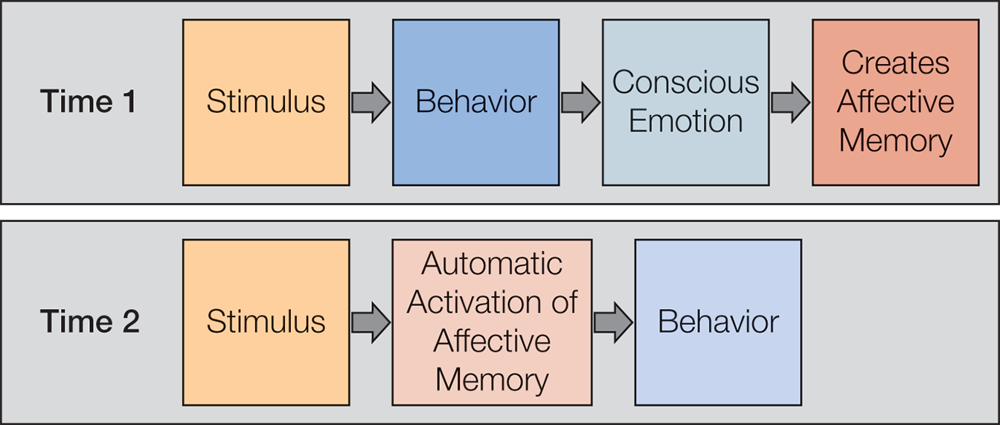 Time 1
Stimulus
Behavior
Conscious
Emotion
Creates
Affective
Memory
Time 2
Stimulus
Automatic
Activation of
Affective
Memory
Behavior